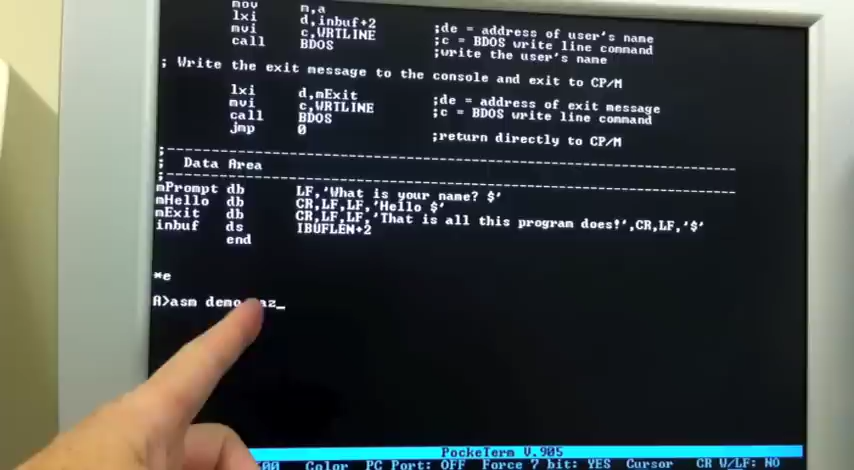 mov m,a
lxi d,inbuf+2 ;de = address of user's name
mvi c,WRTLINE ;c = BDOS write line command
call BDOS ;write the user's name
; Write the exit message to the console and exit to CP/M
lxi d,mExit ;de = address of exit message
mvi c,WRTLINE ;c = BDOS write line command
call BDOS
jmp 0 ;return directly to CP/M
;------------------------------------------------------------
; Data Area
;------------------------------------------------------------
mPrompt db LF,'What is your name? $'
mHello db CR,LF,LF,'Hello $'
mExit db CR,LF,LF,'That is all this program does!',CR,LF,'$'
inbuf ds IBUFLEN+2
end
*e
A>asm demo az_
PockeTerm V.905
Color PC Port: OFF Force 7 bit: YES Cursor CR W/LF: NO